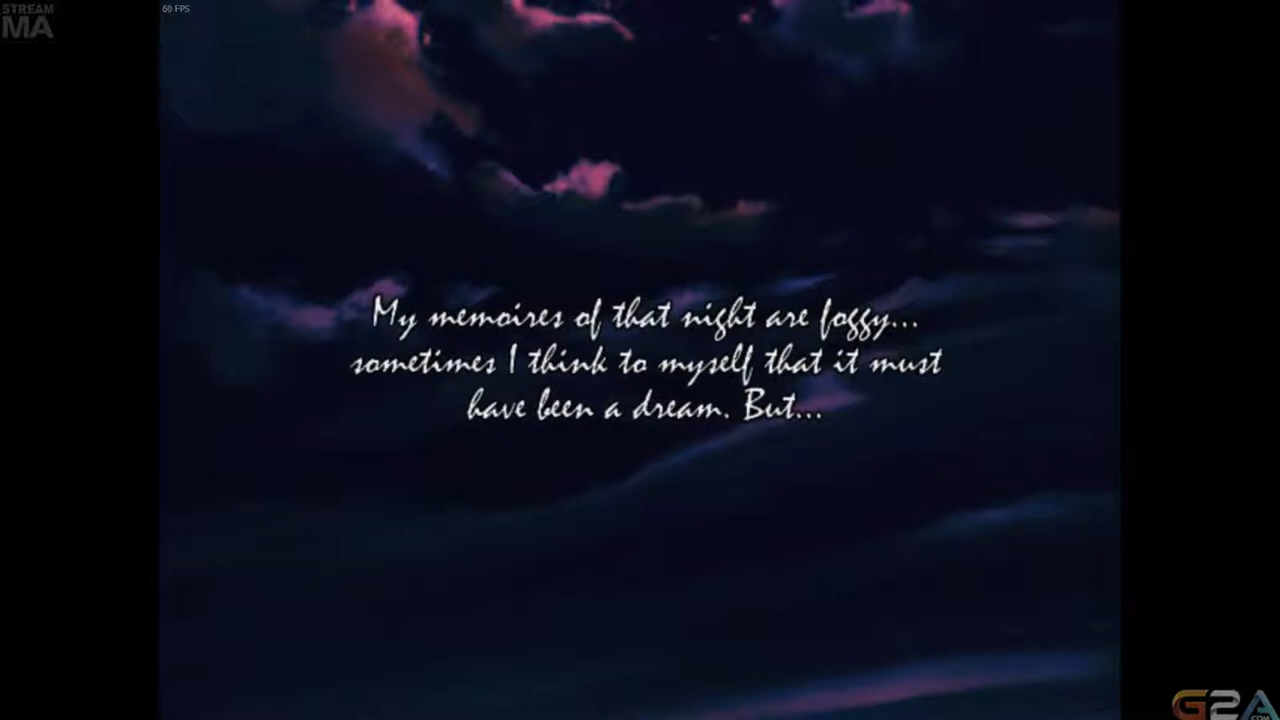 STREAM
MA
60 FPS
My memoires of that night are foggy...
sometimes I think to myself that it must
have been a dream. But...
G2A
.COM